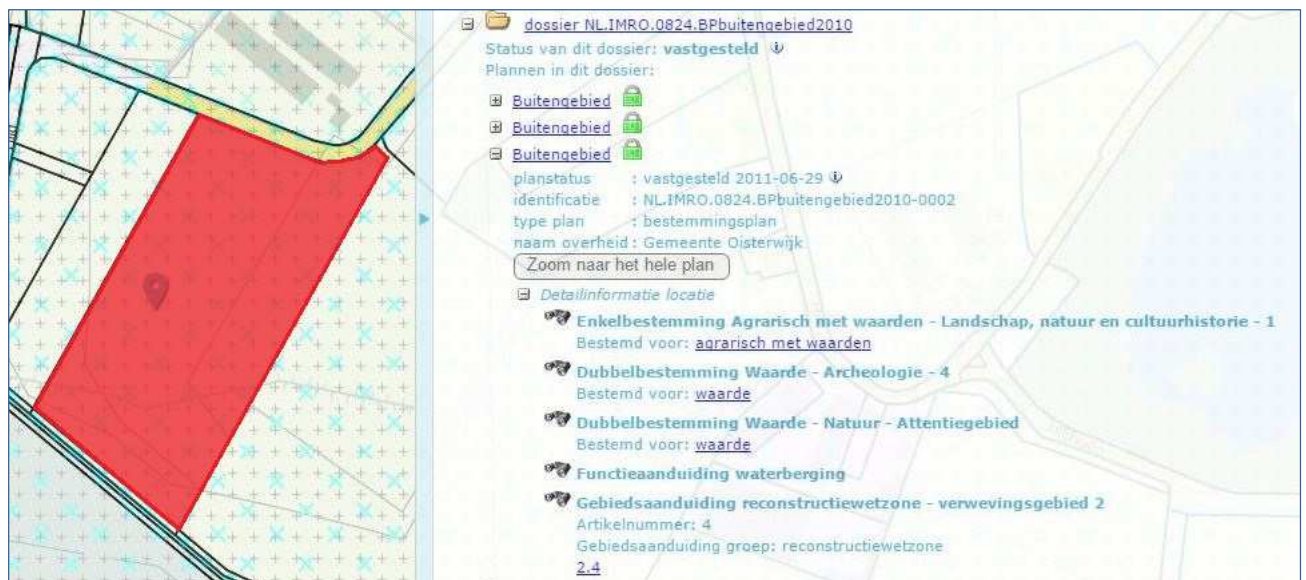 dossier NL.IMRO.0824.BPbuitengebied2010
Status van dit dossier: vastgesteld
Plannen in dit dossier:
Buitengebied
Buitengebied
Buitengebied
planstatus : vastgesteld 2011-06-29
identificatie : NL.IMRO.0824.BPbuitengebied2010-0002
type plan : bestemmingsplan
naam overheid : Gemeente Oisterwijk
Zoom naar het hele plan
Detailinformatie locatie
Enkelbestemming Agrarisch met waarden - Landschap, natuur en cultuurhistorie - 1
Bestemd voor: agrarisch met waarden
Dubbelbestemming Waarde - Archeologie - 4
Bestemd voor: waarde
Dubbelbestemming Waarde - Natuur - Attentiegebied
Bestemd voor: waarde
Functieaanduiding waterberging
Gebiedsaanduiding reconstructiewetzone - verwevingsgebied 2
Artikelnummer: 4
Gebiedsaanduiding groep: reconstructiewetzone
2.4